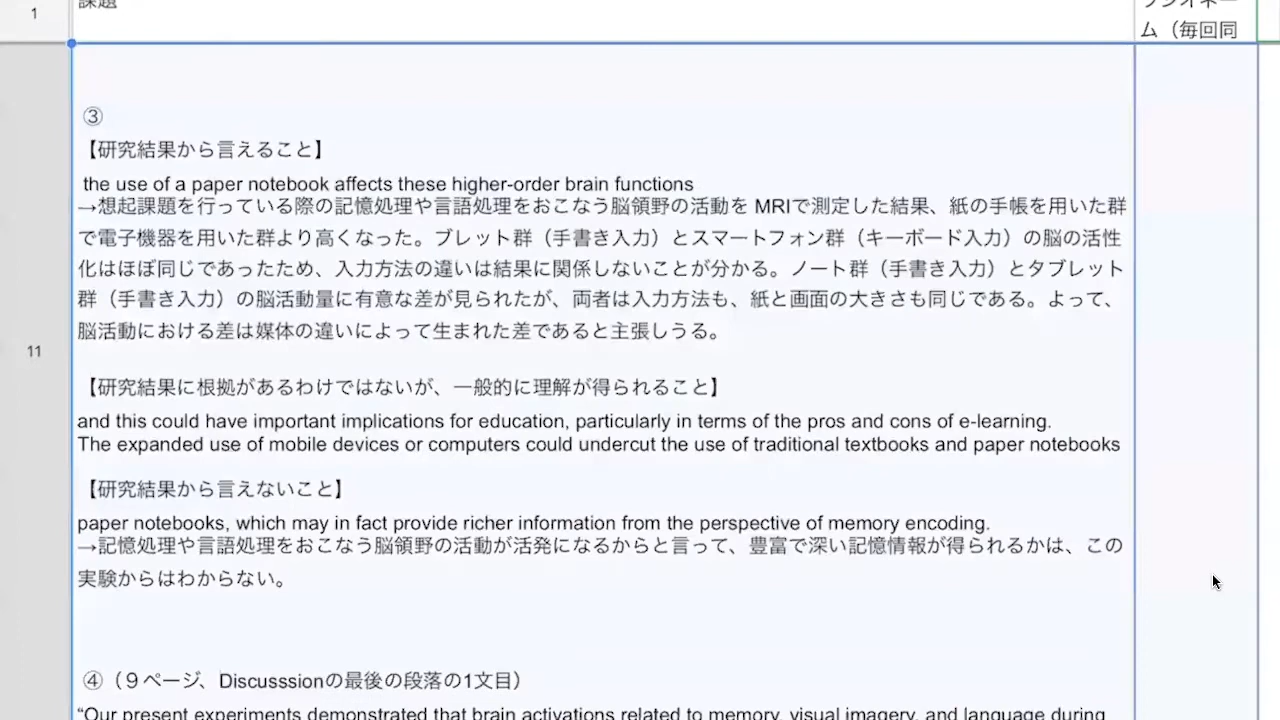 1
課題
ム（毎回同
11
③
【研究結果から言えること】
the use of a paper notebook affects these higher-order brain functions
→想起課題を行っている際の記憶処理や言語処理をおこなう脳領野の活動を MRIで測定した結果、紙の手帳を用いた群
で電子機器を用いた群より高くなった。ブレット群（手書き入力）とスマートフォン群（キーボード入力）の脳の活性
化はほぼ同じであったため、入力方法の違いは結果に関係しないことが分かる。ノート群（手書き入力）とタブレット
群（手書き入力）の脳活動量に有意な差が見られたが、両者は入力方法も、紙と画面の大きさも同じである。よって、
脳活動における差は媒体の違いによって生まれた差であると主張しうる。
【研究結果に根拠があるわけではないが、一般的に理解が得られること】
and this could have important implications for education, particularly in terms of the pros and cons of e-learning.
The expanded use of mobile devices or computers could undercut the use of traditional textbooks and paper notebooks
【研究結果から言えないこと】
paper notebooks, which may in fact provide richer information from the perspective of memory encoding.
→記憶処理や言語処理をおこなう脳領野の活動が活発になるからと言って、豊富で深い記憶情報が得られるかは、この
実験からはわからない。
④（９ページ、Discusssionの最後の段落の1文目）
“Our present experiments demonstrated that brain activations related to memory, visual imagery, and language during